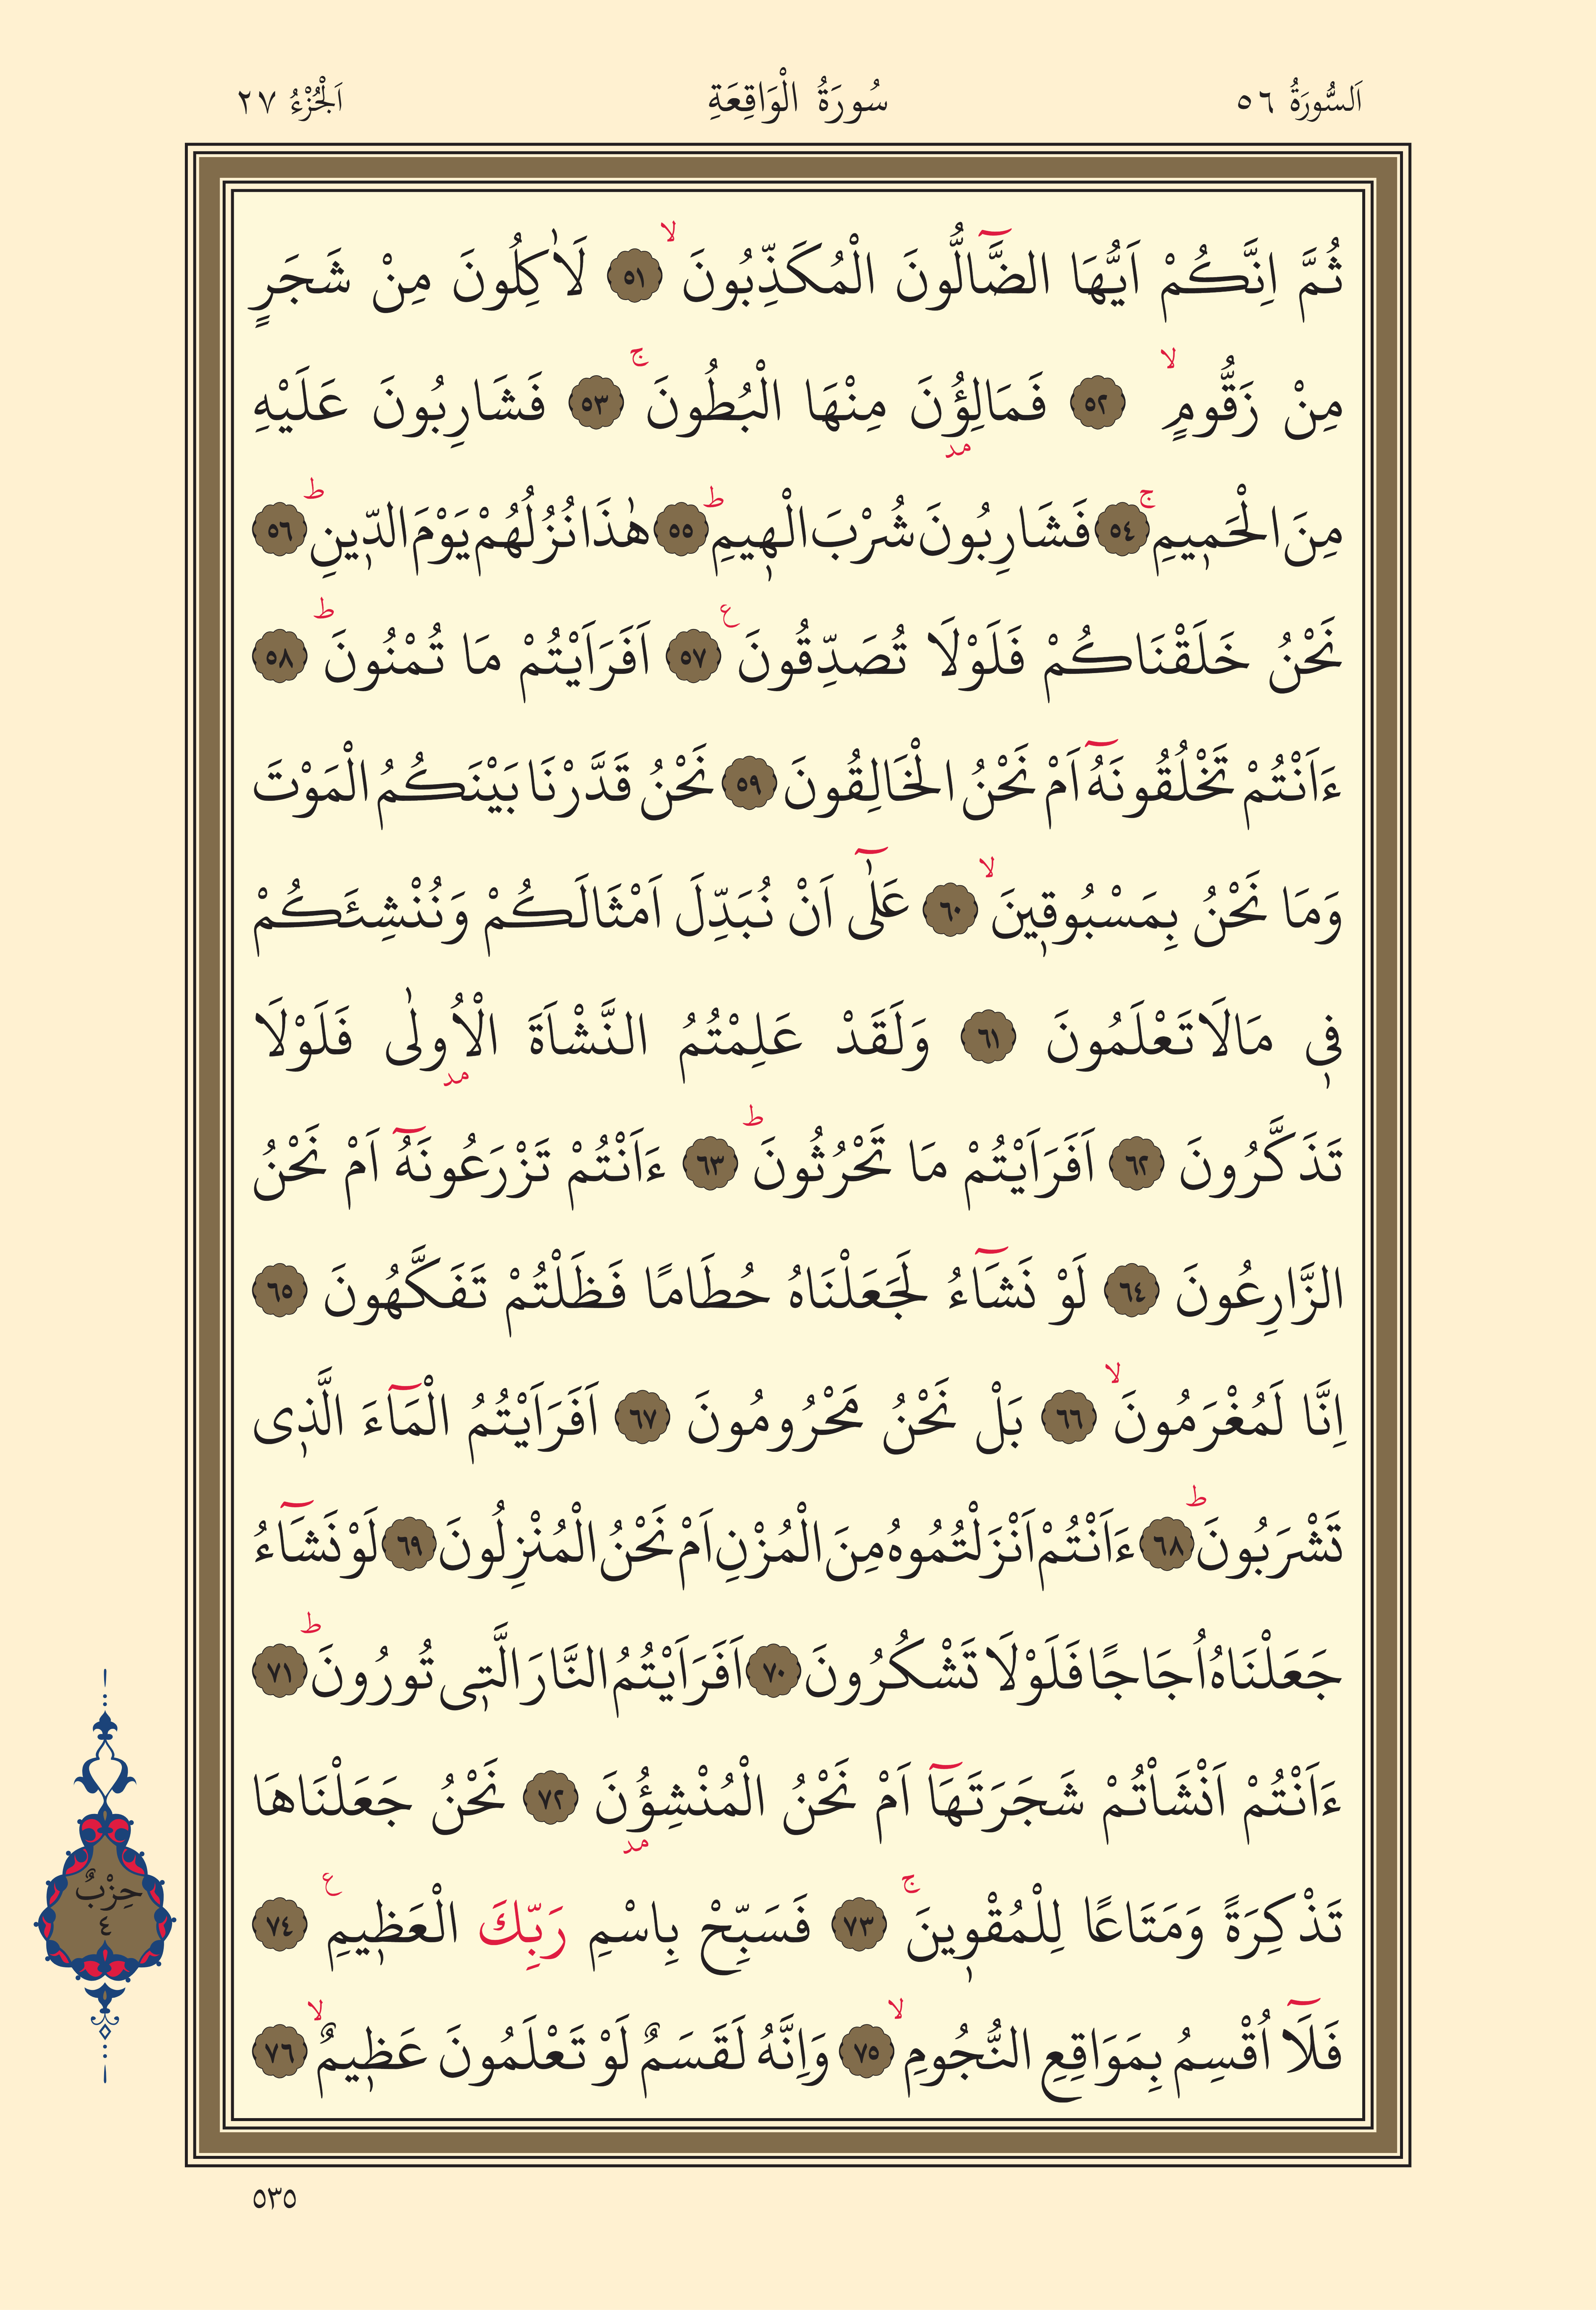 اَلسُّورَةُ ٥٦ سُورَةُ الْوَاقِعَةِ اَلْجُزْءُ ٢٧
ثُمَّ اِنَّكُمْ اَيُّهَا الضَّٓالُّونَ الْمُكَذِّبُونَۙ ٥١ لَاٰكِلُونَ مِنْ شَجَرٍ
مِنْ زَقُّومٍۙ ٥٢ فَمَالِؤُ۫نَ مِنْهَا الْبُطُونَۚ ٥٣ فَشَارِبُونَ عَلَيْهِ
مِنَ الْحَمٖيمِۚ ٥٤ فَشَارِبُونَ شُرْبَ الْهٖيمِۜ ٥٥ هٰذَا نُزُلُهُمْ يَوْمَ الدّٖينِۜ ٥٦
نَحْنُ خَلَقْنَاكُمْ فَلَوْلَا تُصَدِّقُونَ ع ٥٧ اَفَرَاَيْتُمْ مَا تُمْنُونَۜ ٥٨
ءَاَنْتُمْ تَخْلُقُونَهُٓ اَمْ نَحْنُ الْخَالِقُونَ ٥٩ نَحْنُ قَدَّرْنَا بَيْنَكُمُ الْمَوْتَ
وَمَا نَحْنُ بِمَسْبُوقٖينَۙ ٦٠ عَلٰٓى اَنْ نُبَدِّلَ اَمْثَالَكُمْ وَنُنْشِئَكُمْ
فٖى مَالَا تَعْلَمُونَ ٦١ وَلَقَدْ عَلِمْتُمُ النَّشْاَةَ الْاُو۫لٰى فَلَوْلَا
تَذَكَّرُونَ ٦٢ اَفَرَاَيْتُمْ مَا تَحْرُثُونَۜ ٦٣ ءَاَنْتُمْ تَزْرَعُونَهُٓ اَمْ نَحْنُ
الزَّارِعُونَ ٦٤ لَوْ نَشَٓاءُ لَجَعَلْنَاهُ حُطَامًا فَظَلْتُمْ تَفَكَّهُونَ ٦٥
اِنَّا لَمُغْرَمُونَۙ ٦٦ بَلْ نَحْنُ مَحْرُومُونَ ٦٧ اَفَرَاَيْتُمُ الْمَٓاءَ الَّذٖى
تَشْرَبُونَۜ ٦٨ ءَاَنْتُمْ اَنْزَلْتُمُوهُ مِنَ الْمُزْنِ اَمْ نَحْنُ الْمُنْزِلُونَ ٦٩ لَوْ نَشَٓاءُ
جَعَلْنَاهُ اُجَاجًا فَلَوْلَا تَشْكُرُونَ ٧٠ اَفَرَاَيْتُمُ النَّارَ الَّتٖى تُورُونَۜ ٧١
ءَاَنْتُمْ اَنْشَاْتُمْ شَجَرَتَهَٓا اَمْ نَحْنُ الْمُنْشِؤُ۫نَ ٧٢ نَحْنُ جَعَلْنَاهَا
تَذْكِرَةً وَمَتَاعًا لِلْمُقْوٖينَۚ ٧٣ فَسَبِّحْ بِاسْمِ رَبِّكَ الْعَظٖيمِ ع ٧٤
فَلَٓا اُقْسِمُ بِمَوَاقِعِ النُّجُومِۙ ٧٥ وَاِنَّهُ لَقَسَمٌ لَوْ تَعْلَمُونَ عَظٖيمٌۙ ٧٦
حِزْبٌ
٤
٥٣٥